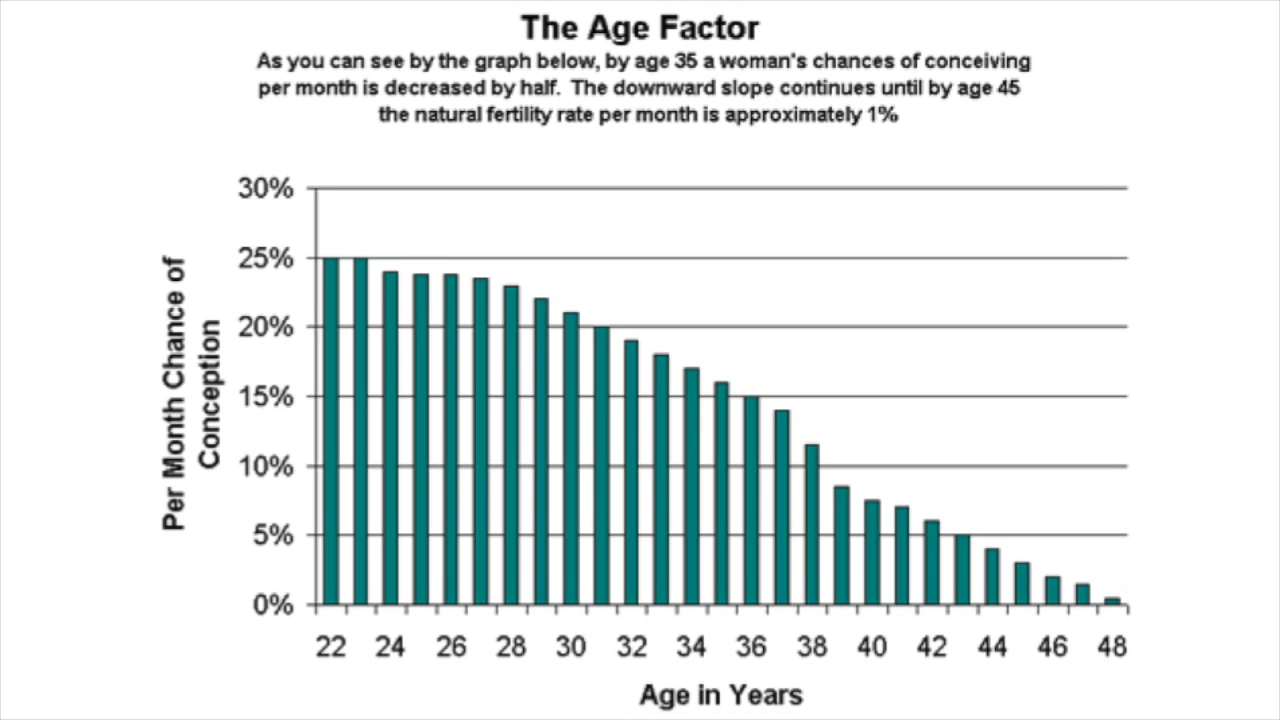 The Age Factor
As you can see by the graph below, by age 35 a woman's chances of conceiving
per month is decreased by half.  The downward slope continues until by age 45
the natural fertility rate per month is approximately 1%
30%
25%
20%
15%
10%
5%
0%
Per Month Chance of
Conception
22 24 26 28 30 32 34 36 38 40 42 44 46 48
Age in Years